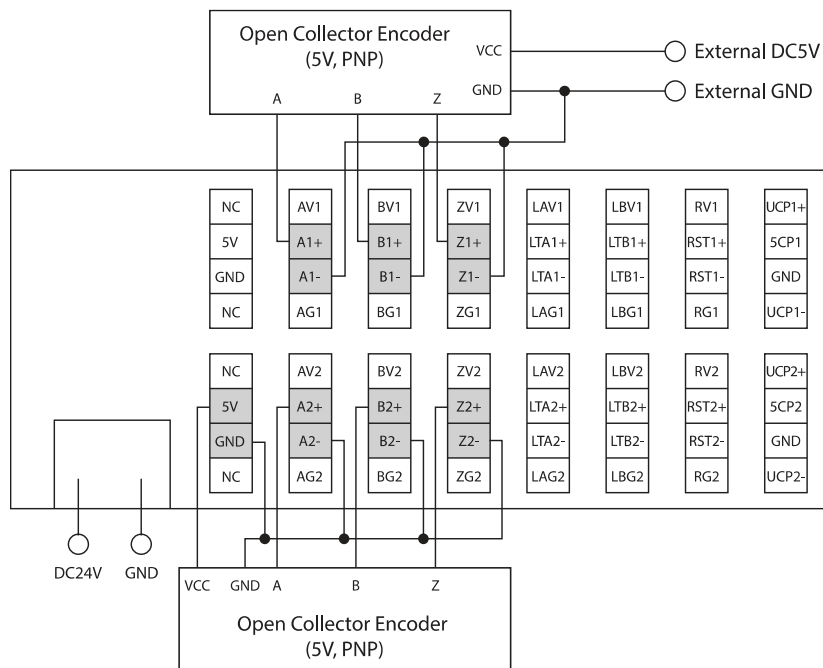 Open Collector Encoder
(5V, PNP)
VCC
External DC5V
GND
External GND
A B Z
NC AV1 BV1 ZV1 LAV1 LBV1 RV1 UCP1+
5V A1+ B1+ Z1+ LTA1+ LTB1+ RST1+ 5CP1
GND A1- B1- Z1- LTA1- LTB1- RST1- GND
NC AG1 BG1 ZG1 LAG1 LBG1 RG1 UCP1-
NC AV2 BV2 ZV2 LAV2 LBV2 RV2 UCP2+
5V A2+ B2+ Z2+ LTA2+ LTB2+ RST2+ 5CP2
GND A2- B2- Z2- LTA2- LTB2- RST2- GND
NC AG2 BG2 ZG2 LAG2 LBG2 RG2 UCP2-
DC24V GND
VCC GND A B Z
Open Collector Encoder
(5V, PNP)